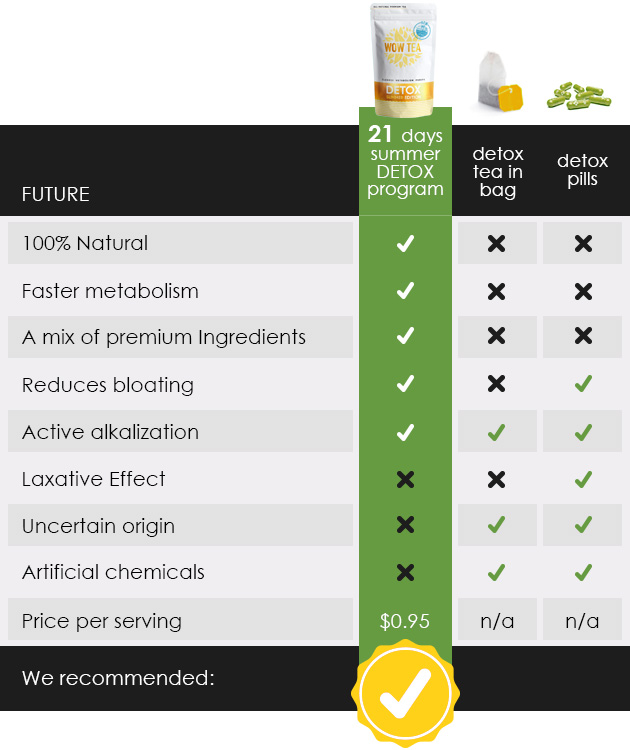 WOW TEA
DETOX
21 days
summer
DETOX
program
detox
tea in
bag
detox
pills
FUTURE
100% Natural
Faster metabolism
A mix of premium Ingredients
Reduces bloating
Active alkalization
Laxative Effect
Uncertain origin
Artificial chemicals
Price per serving $0.95 n/a n/a
We recommended: